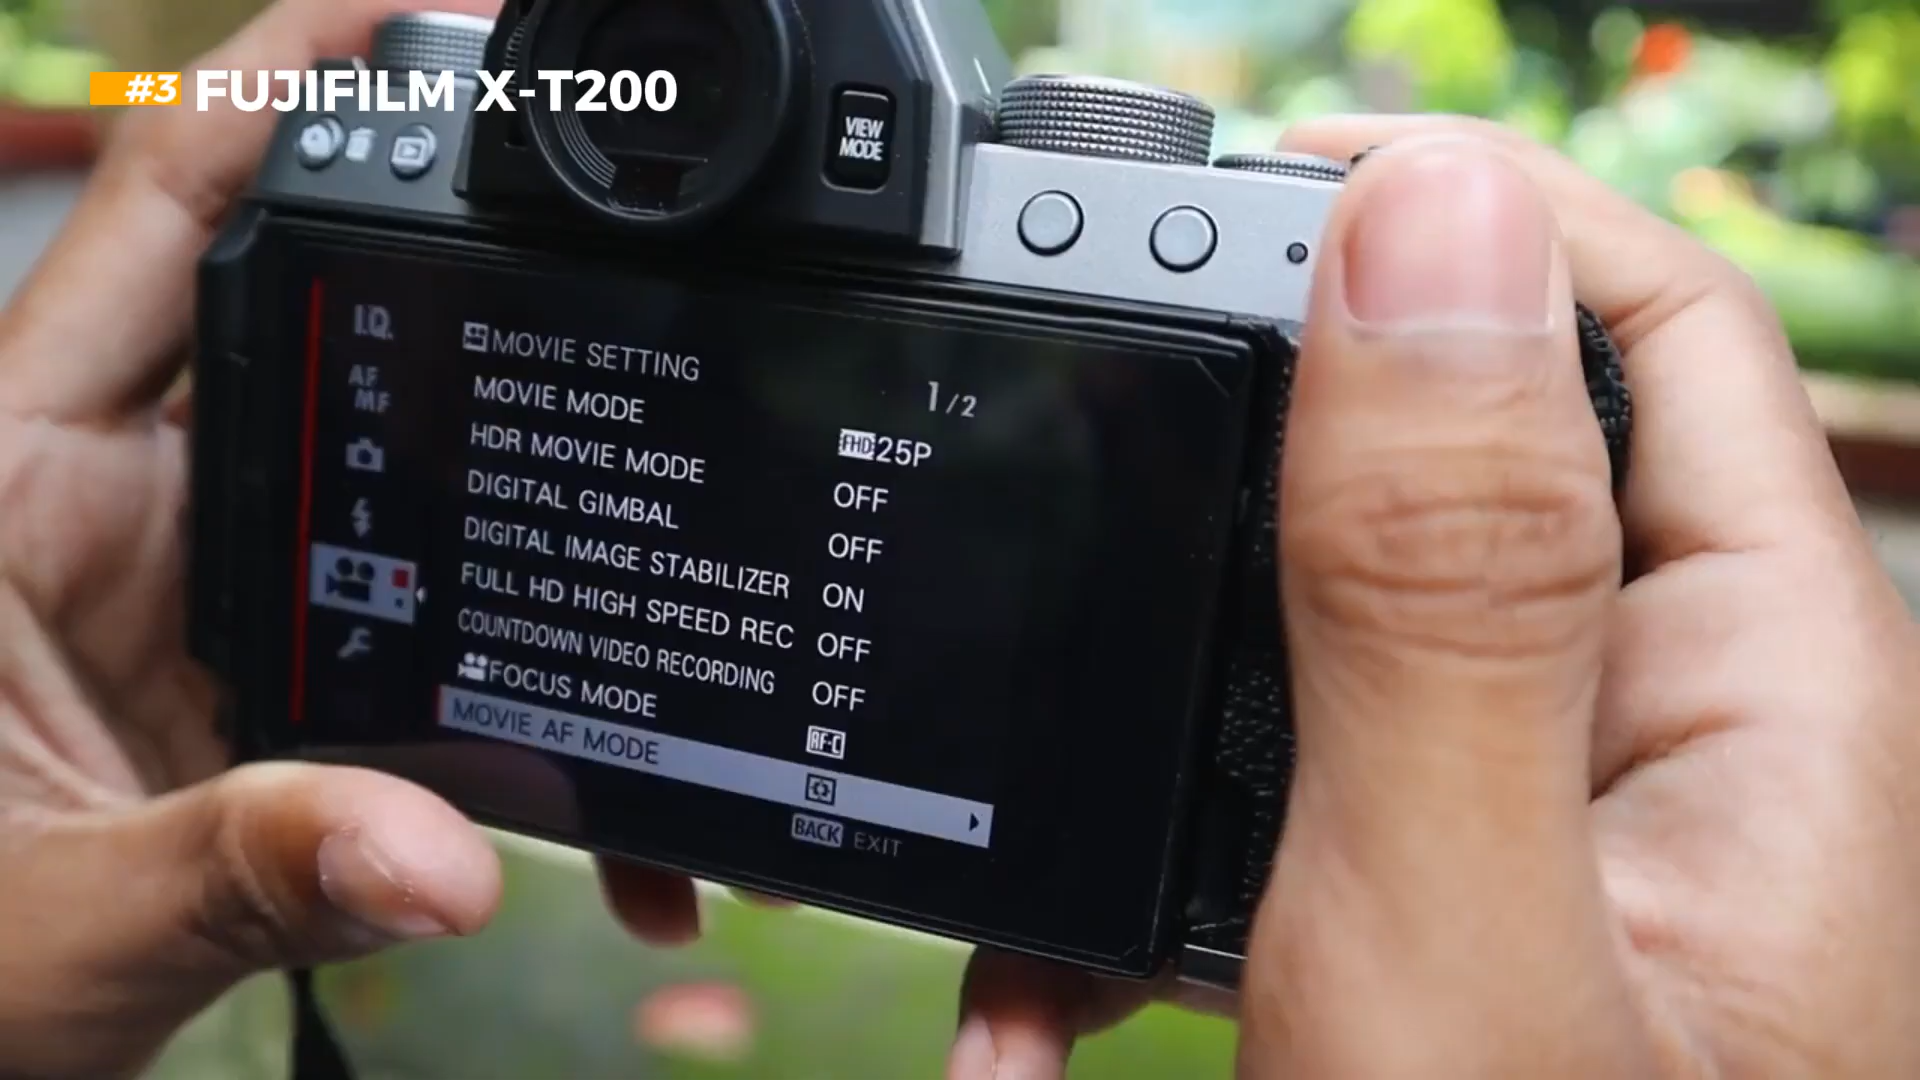 #3 FUJIFILM X-T200
VIEW
MODE
I.Q.
AF
MF
MOVIE SETTING
1/2
MOVIE MODE FHD 25P
HDR MOVIE MODE OFF
DIGITAL GIMBAL OFF
DIGITAL IMAGE STABILIZER ON
FULL HD HIGH SPEED REC OFF
COUNTDOWN VIDEO RECORDING OFF
FOCUS MODE AF-C
MOVIE AF MODE
BACK EXIT